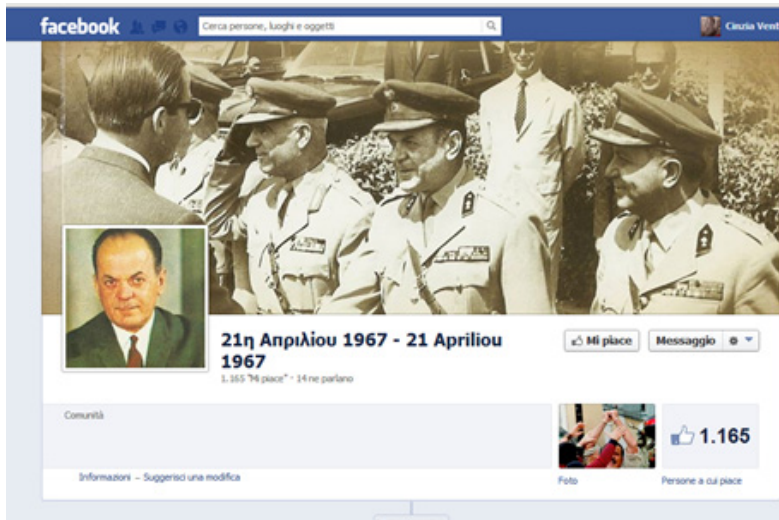 facebook
Cerca persone, luoghi e oggetti
Cinzia Vent
21η Απριλίου 1967 - 21 Apriliou
1967
Mi piace
Messaggio
1.165 "Mi piace" · 14 ne parlano
Comunità
1.165
Informazioni – Suggerisci una modifica
Foto
Persone a cui piace